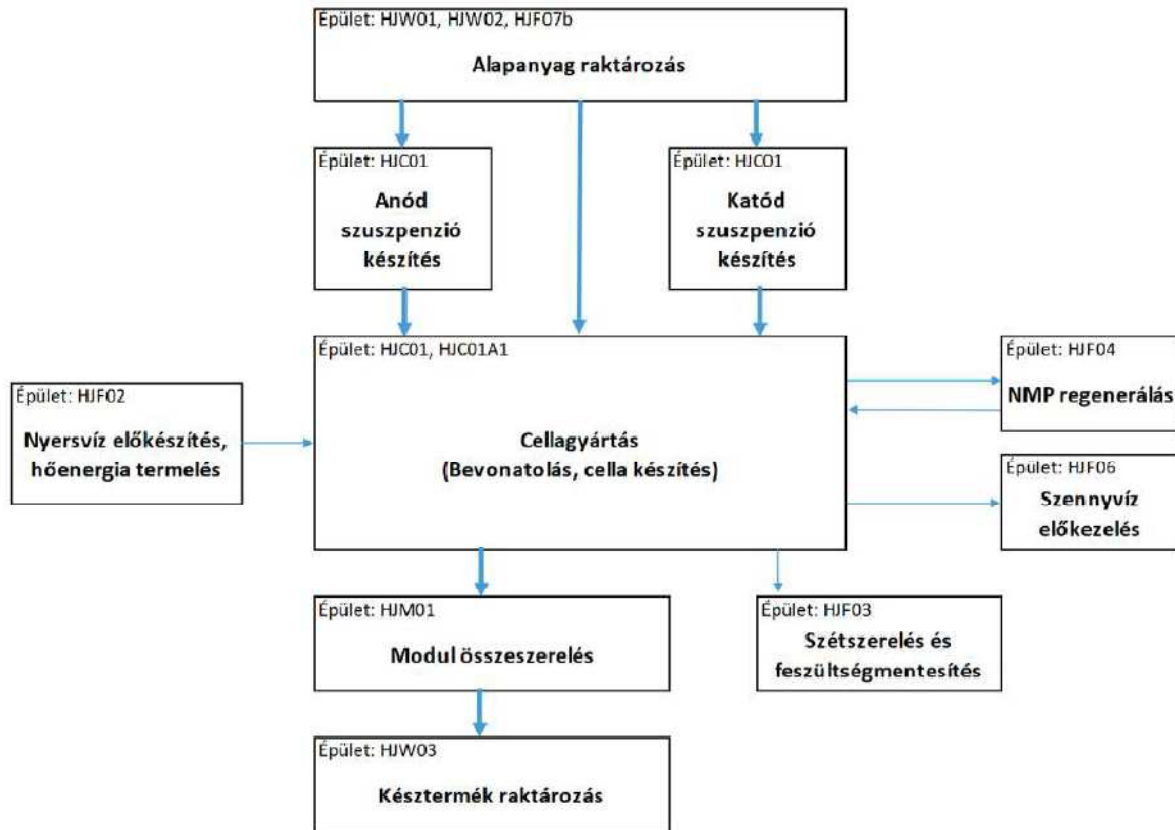 Épület: HJW01, HJW02, HJF07b
Alapanyag raktározás
Épület: HJC01
Anód
szuszpenzió
készítés
Épület: HJC01
Katód
szuszpenzió
készítés
Épület: HJC01, HJC01A1
Cellagyártás
(Bevonatolás, cella készítés)
Épület: HJF02
Nyersvíz előkészítés,
hőenergia termelés
Épület: HJF04
NMP regenerálás
Épület: HJF06
Szennyvíz
előkezelés
Épület: HJM01
Modul összeszerelés
Épület: HJF03
Szétszerelés és
feszültségmentesítés
Épület: HJW03
Késztermék raktározás